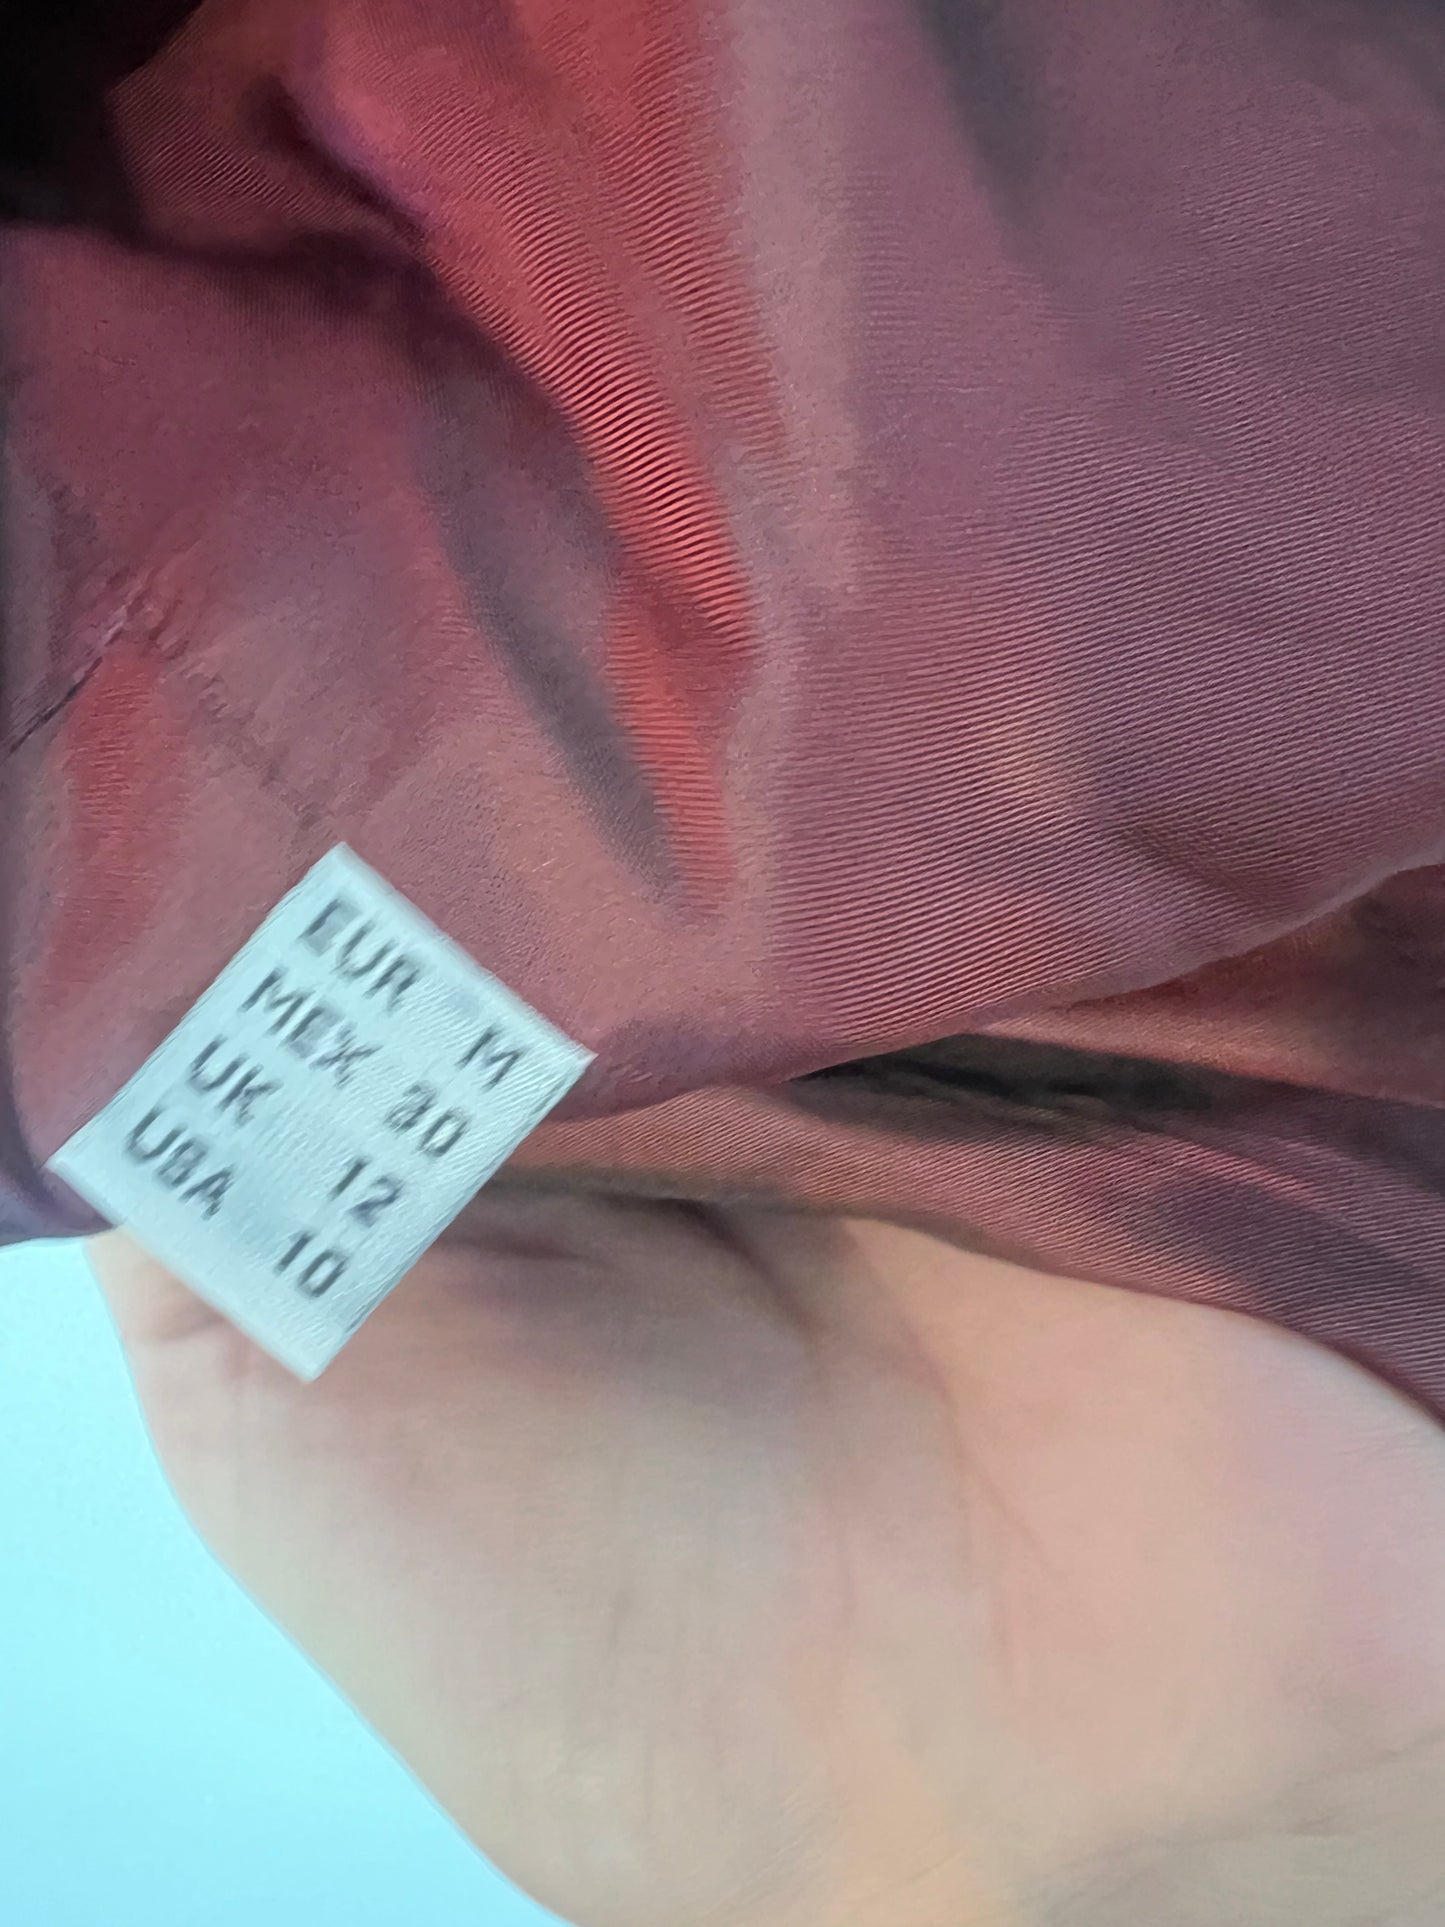 EUR M
MEX 30
UK 12
USA 10